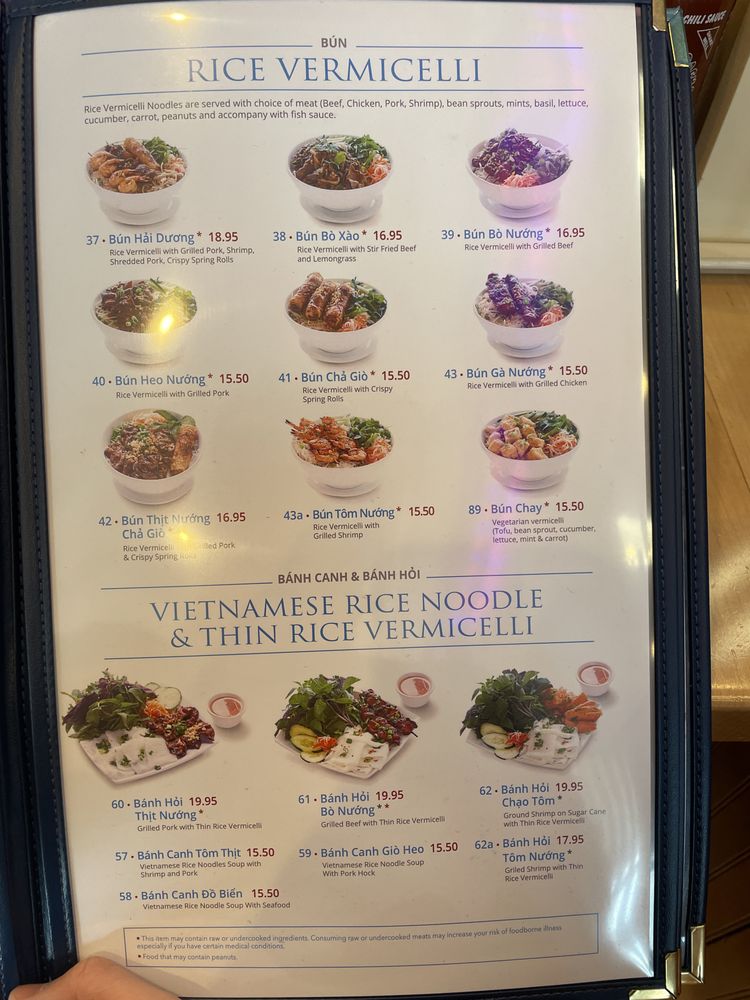 CHILI SAUCE
BÚN
RICE VERMICELLI
Rice Vermicelli Noodles are served with choice of meat (Beef, Chicken, Pork, Shrimp), bean sprouts, mints, basil, lettuce,
cucumber, carrot, peanuts and accompany with fish sauce.
37 • Bún Hải Dương * 18.95
Rice Vermicelli with Grilled Pork, Shrimp,
Shredded Pork, Crispy Spring Rolls
38 • Bún Bò Xào * 16.95
Rice Vermicelli with Stir Fried Beef
and Lemongrass
39 • Bún Bò Nướng * 16.95
Rice Vermicelli with Grilled Beef
40 • Bún Heo Nướng * 15.50
Rice Vermicelli with Grilled Pork
41 • Bún Chả Giò * 15.50
Rice Vermicelli with Crispy
Spring Rolls
43 • Bún Gà Nướng * 15.50
Rice Vermicelli with Grilled Chicken
42 • Bún Thịt Nướng 16.95
Chả Giò *
Rice Vermicelli Grilled Pork
& Crispy Spring Rolls
43a • Bún Tôm Nướng * 15.50
Rice Vermicelli with
Grilled Shrimp
89 • Bún Chay * 15.50
Vegetarian vermicelli
(Tofu, bean sprout, cucumber,
lettuce, mint & carrot)
BÁNH CANH & BÁNH HỎI
VIETNAMESE RICE NOODLE
& THIN RICE VERMICELLI
60 • Bánh Hỏi 19.95
Thịt Nướng *
Grilled Pork with Thin Rice Vermicelli
61 • Bánh Hỏi 19.95
Bò Nướng * *
Grilled Beef with Thin Rice Vermicelli
62 • Bánh Hỏi 19.95
Chạo Tôm *
Ground Shrimp on Sugar Cane
with Thin Rice Vermicelli
57 • Bánh Canh Tôm Thịt 15.50
Vietnamese Rice Noodles Soup with
Shrimp and Pork
59 • Bánh Canh Giò Heo 15.50
Vietnamese Rice Noodle Soup
With Pork Hock
62a • Bánh Hỏi 17.95
Tôm Nướng *
Griled Shrimp with Thin
Rice Vermicelli
58 • Bánh Canh Đồ Biển 15.50
Vietnamese Rice Noodle Soup With Seafood
* This item may contain raw or undercooked ingredients. Consuming raw or undercooked meats may increase your risk of foodborne illness
especially if you have certain medical conditions.
* Food that may contain peanuts.